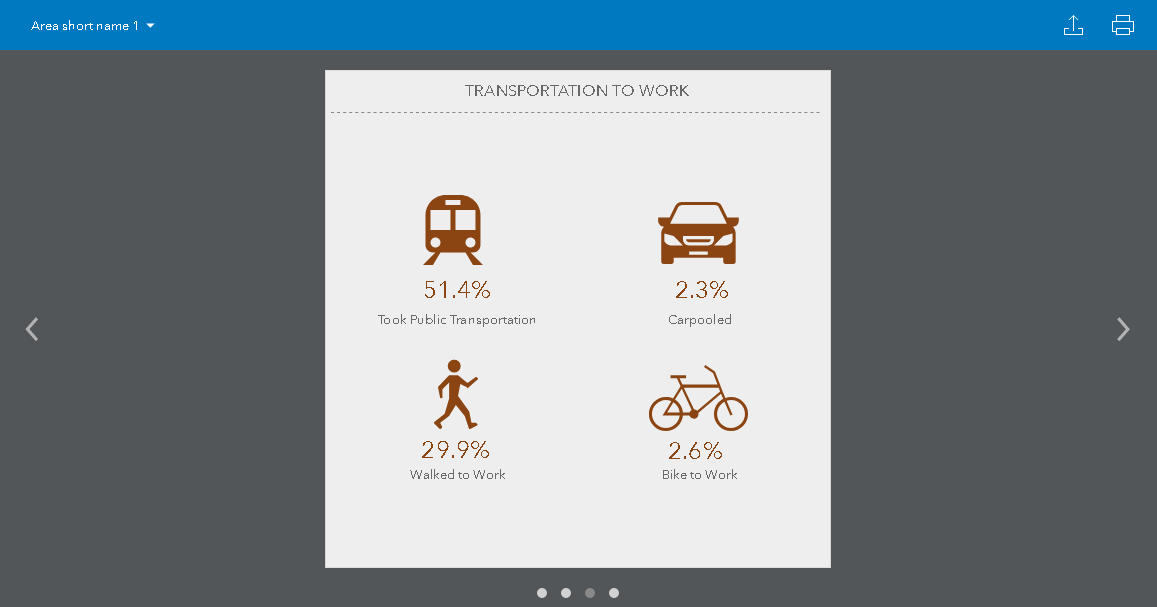 Area short name 1
TRANSPORTATION TO WORK
51.4%
Took Public Transportation
2.3%
Carpooled
29.9%
Walked to Work
2.6%
Bike to Work